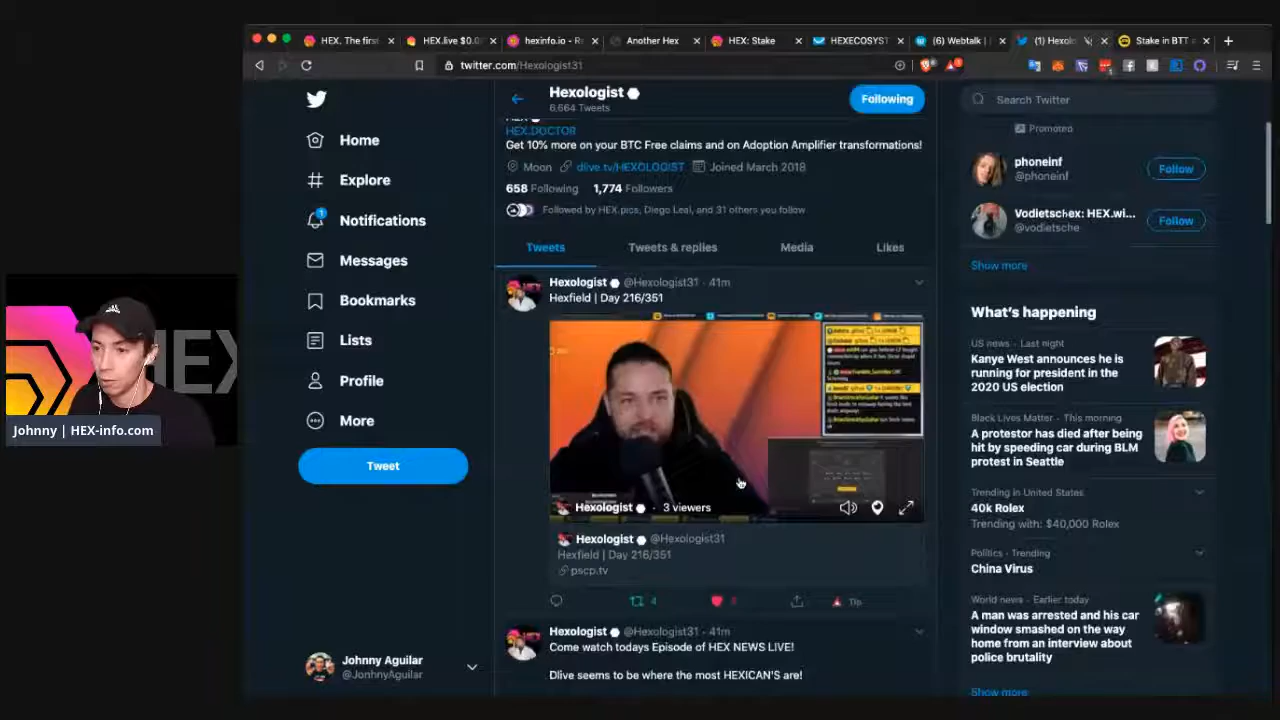 HEX. The first
HEX.live $0.0
hexinfo.io - R
Another Hex
HEX: Stake
HEXECOSYST
(6) Webtalk |
(1) Hexolo
Stake in BTT
twitter.com/Hexologist31
Hexologist
6,664 Tweets
Following
Search Twitter
Home
Explore
1
Notifications
Messages
Bookmarks
Lists
Profile
More
Tweet
Johnny Aguilar
@JonhnyAguilar
HEX
Johnny | HEX-info.com
HEX.DOCTOR
Get 10% more on your BTC Free claims and on Adoption Amplifier transformations!
Moon dlive.tv/HEXOLOGIST Joined March 2018
658 Following 1,774 Followers
Followed by HEX.pics, Diego Leal, and 31 others you follow
Tweets
Tweets & replies
Media
Likes
Hexologist @Hexologist31 · 41m
Hexfield | Day 216/351
Hexologist · 3 viewers
Hexologist @Hexologist31
Hexfield | Day 216/351
pscp.tv
4
Tip
Hexologist @Hexologist31 · 41m
Come watch todays Episode of HEX NEWS LIVE!
Dlive seems to be where the most HEXICAN'S are!
Promoted
phoneinf
@phoneinf
Follow
Vodietschex: HEX.wi...
@vodietsche
Follow
Show more
What's happening
US news · Last night
Kanye West announces he is
running for president in the
2020 US election
Black Lives Matter · This morning
A protestor has died after being
hit by speeding car during BLM
protest in Seattle
Trending in United States
40k Rolex
Trending with: $40,000 Rolex
Politics · Trending
China Virus
World news · Earlier today
A man was arrested and his car
window smashed on the way
home from an interview about
police brutality
Show more